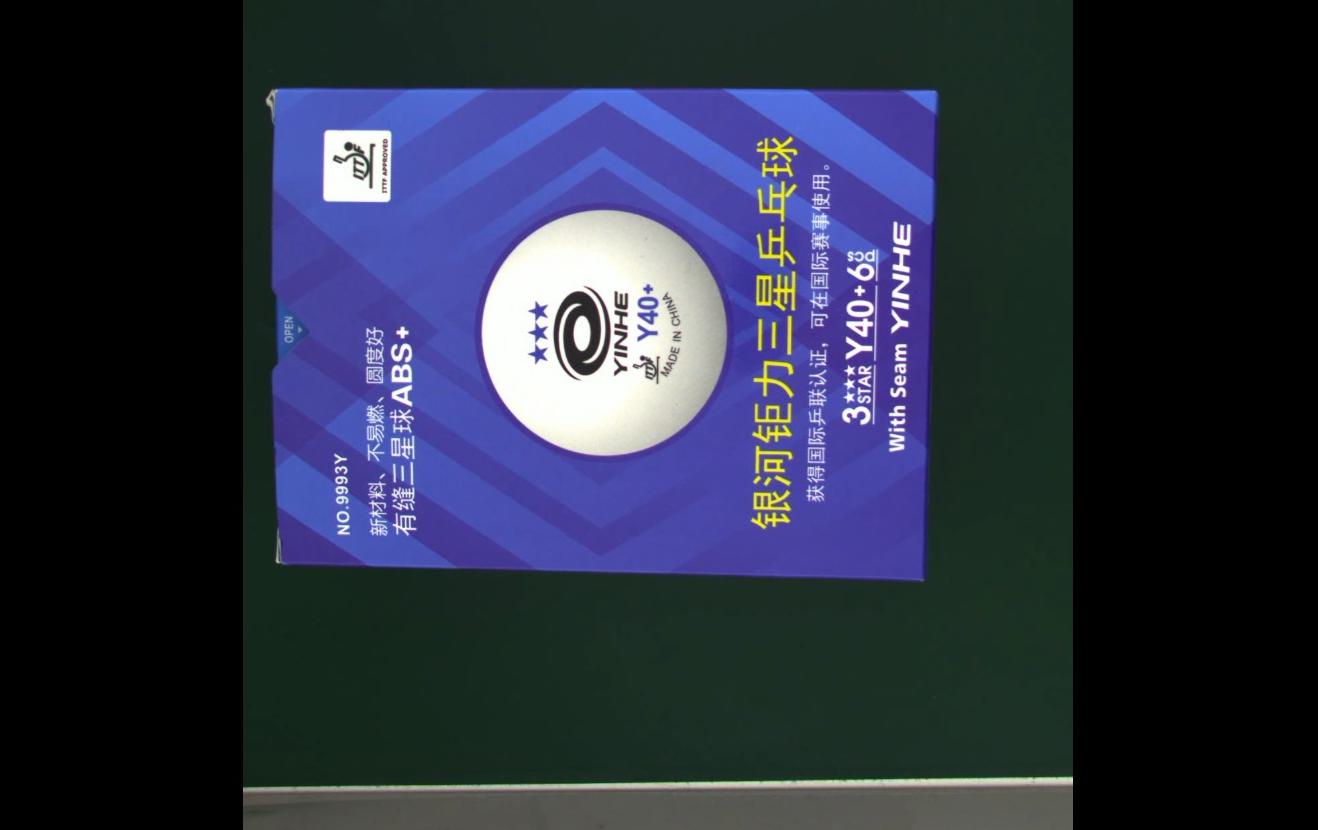 ITTF
ITTF APPROVED
OPEN
NO.9993Y
新材料、不易燃、圆度好
有缝三星球ABS+
★★★
YINHE
ITTF Y40+
MADE IN CHINA
银河钜力三星乒乓球
获得国际乒联认证，可在国际赛事使用。
3★★★STAR Y40+ 6
With Seam YINHE